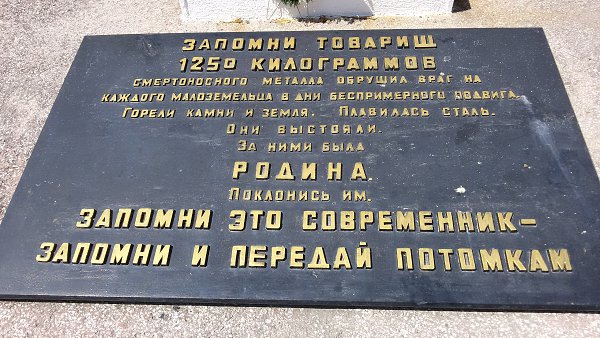 ЗАПОМНИ ТОВАРИЩ
1250 КИЛОГРАММОВ
СМЕРТОНОСНОГО МЕТАЛЛА ОБРУШИЛ ВРАГ НА
КАЖДОГО МАЛОЗЕМЕЛЬЦА В ДНИ БЕСПРИМЕРНОГО ПОДВИГА.
ГОРЕЛИ КАМНИ И ЗЕМЛЯ. ПЛАВИЛАСЬ СТАЛЬ.
ОНИ ВЫСТОЯЛИ.
ЗА НИМИ БЫЛА
РОДИНА.
ПОКЛОНИСЬ ИМ.
ЗАПОМНИ ЭТО СОВРЕМЕННИК-
ЗАПОМНИ И ПЕРЕДАЙ ПОТОМКАМ